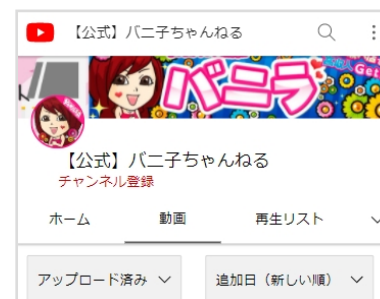 【公式】バニ子ちゃんねる
バニラ
Get
【公式】バニ子ちゃんねる
チャンネル登録
ホーム 動画 再生リスト
アップロード済み 追加日（新しい順）